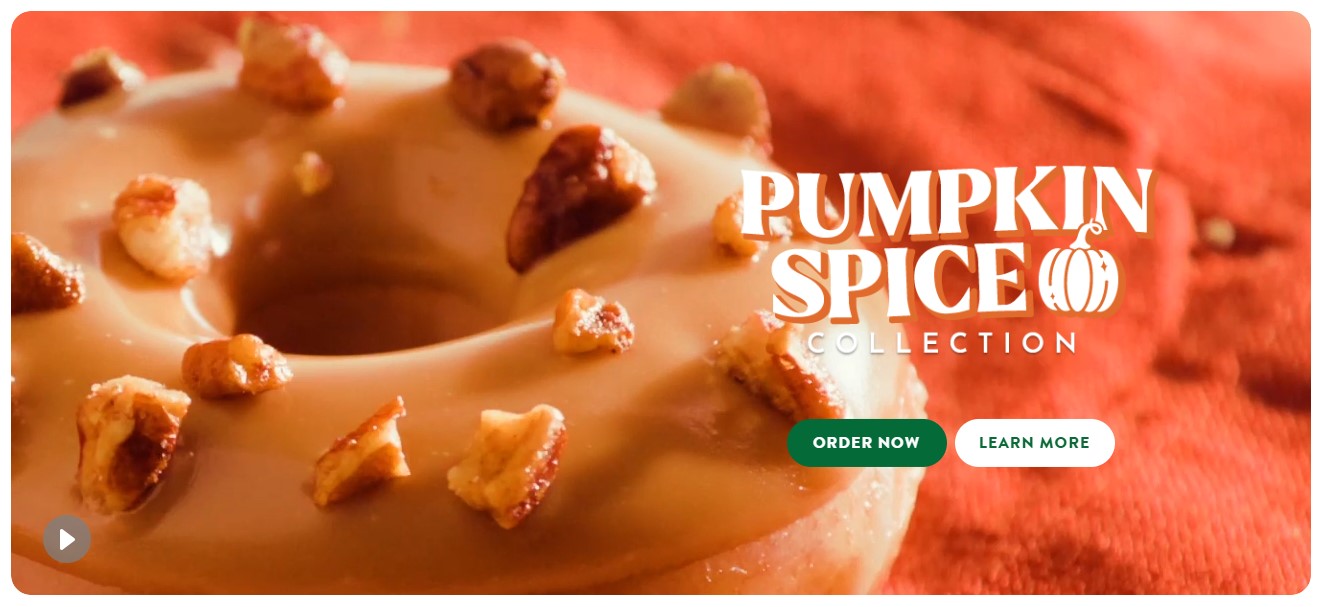 PUMPKIN
SPICE
COLLECTION
ORDER NOW
LEARN MORE